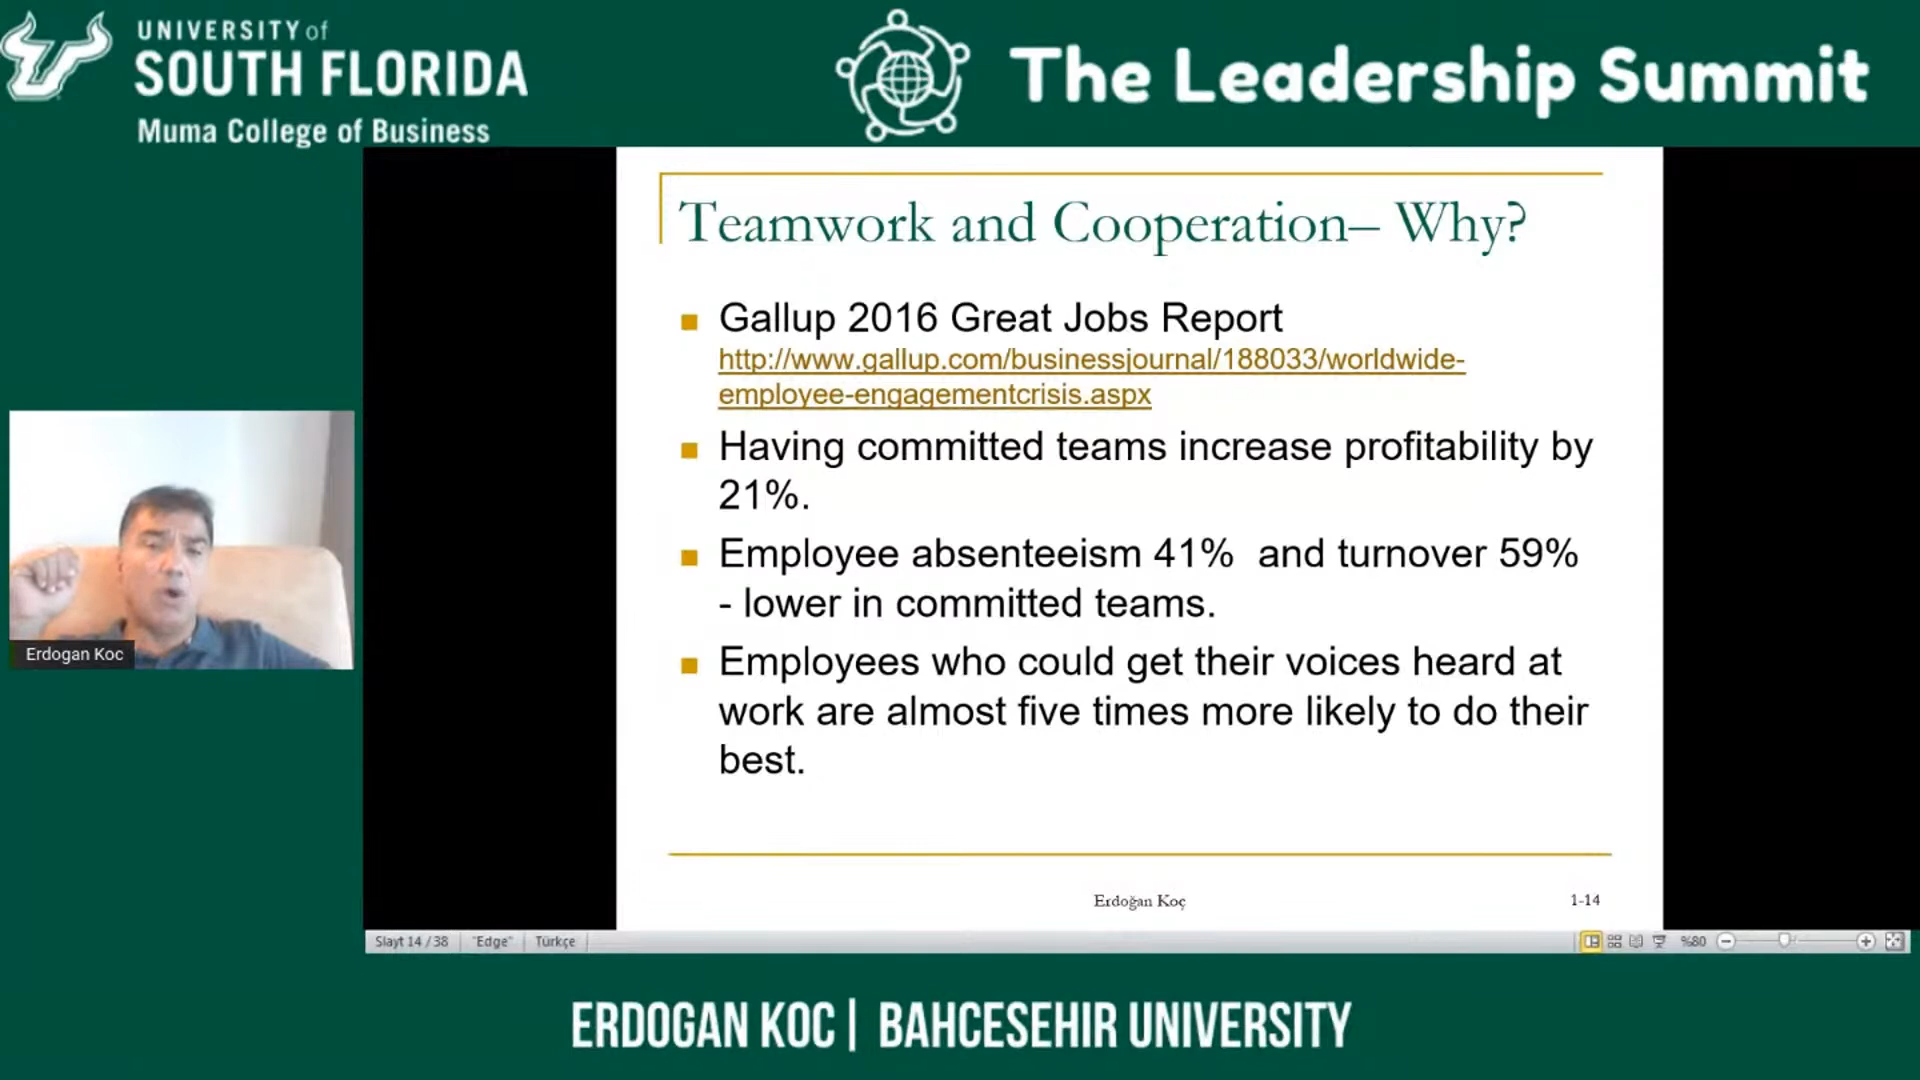 UNIVERSITY of
SOUTH FLORIDA
Muma College of Business
The Leadership Summit
Teamwork and Cooperation– Why?
Gallup 2016 Great Jobs Report
http://www.gallup.com/businessjournal/188033/worldwide-
employee-engagementcrisis.aspx
Having committed teams increase profitability by
21%.
Employee absenteeism 41%  and turnover 59%
- lower in committed teams.
Employees who could get their voices heard at
work are almost five times more likely to do their
best.
Erdoğan Koç
1-14
Erdogan Koc
Slayt 14 / 38
"Edge"
Türkçe
%80
ERDOGAN KOC | BAHCESEHIR UNIVERSITY